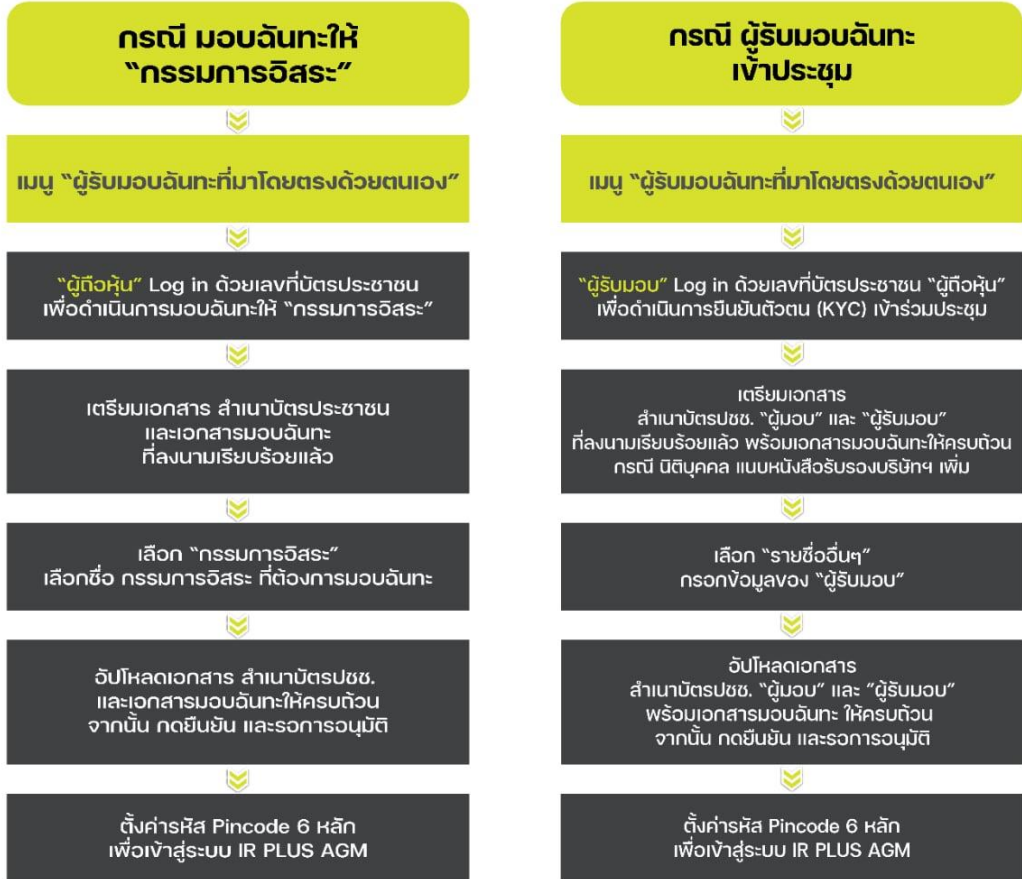 กรณี มอบฉันทะให้
“กรรมการอิสระ”
เมนู “ผู้รับมอบฉันทะที่มาโดยตรงด้วยตนเอง”
“ผู้ถือหุ้น” Log in ด้วยเลขที่บัตรประชาชน
เพื่อดำเนินการมอบฉันทะให้ “กรรมการอิสระ”
เตรียมเอกสาร สำเนาบัตรประชาชน
และเอกสารมอบฉันทะ
ที่ลงนามเรียบร้อยแล้ว
เลือก “กรรมการอิสระ”
เลือกชื่อ กรรมการอิสระ ที่ต้องการมอบฉันทะ
อัปโหลดเอกสาร สำเนาบัตรปชช.
และเอกสารมอบฉันทะให้ครบถ้วน
จากนั้น กดยืนยัน และรอการอนุมัติ
ตั้งค่ารหัส Pincode 6 หลัก
เพื่อเข้าสู่ระบบ IR PLUS AGM
กรณี ผู้รับมอบฉันทะ
เข้าประชุม
เมนู “ผู้รับมอบฉันทะที่มาโดยตรงด้วยตนเอง”
“ผู้รับมอบ” Log in ด้วยเลขที่บัตรประชาชน “ผู้ถือหุ้น”
เพื่อดำเนินการยืนยันตัวตน (KYC) เข้าร่วมประชุม
เตรียมเอกสาร
สำเนาบัตรปชช. “ผู้มอบ” และ “ผู้รับมอบ”
ที่ลงนามเรียบร้อยแล้ว พร้อมเอกสารมอบฉันทะให้ครบถ้วน
กรณี นิติบุคคล แนบหนังสือรับรองบริษัทฯ เพิ่ม
เลือก “รายชื่ออื่นๆ”
กรอกข้อมูลของ “ผู้รับมอบ”
อัปโหลดเอกสาร
สำเนาบัตรปชช. “ผู้มอบ” และ “ผู้รับมอบ”
พร้อมเอกสารมอบฉันทะ ให้ครบถ้วน
จากนั้น กดยืนยัน และรอการอนุมัติ
ตั้งค่ารหัส Pincode 6 หลัก
เพื่อเข้าสู่ระบบ IR PLUS AGM